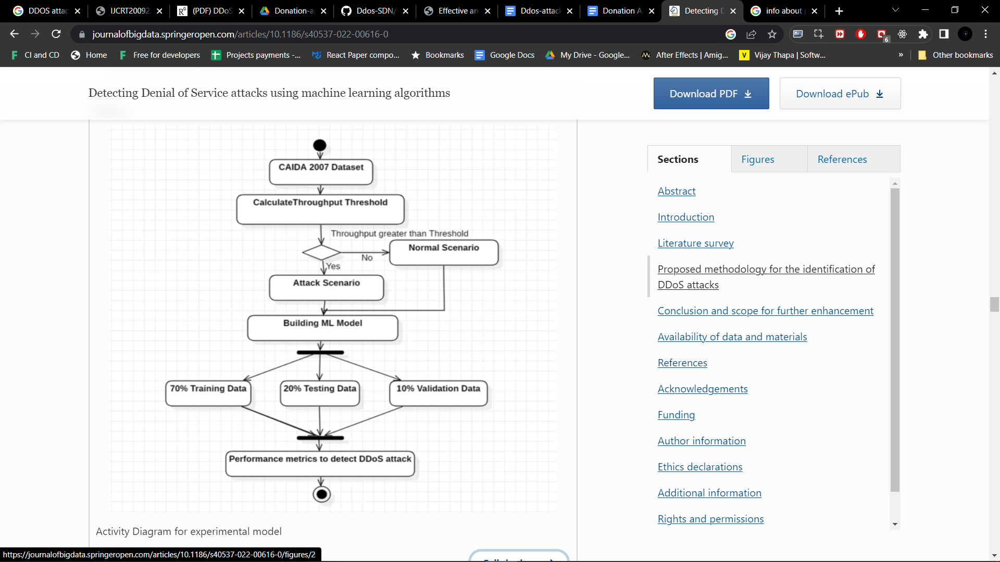 DDOS attac
IJCRT20092
(PDF) DDoS
Donation-a
Ddos-SDN/
Effective an
Ddos-attack
Donation A
Detecting D
info about
journalofbigdata.springeropen.com/articles/10.1186/s40537-022-00616-0
6
CI and CD
Home
Free for developers
Projects payments -...
React Paper compo...
Bookmarks
Google Docs
My Drive - Google...
After Effects | Amig...
Vijay Thapa | Softw...
»
Other bookmarks
Detecting Denial of Service attacks using machine learning algorithms
Download PDF
Download ePub
CAIDA 2007 Dataset
CalculateThroughput Threshold
Throughput greater than Threshold
Normal Scenario
No
Yes
Attack Scenario
Building ML Model
70% Training Data
20% Testing Data
10% Validation Data
Performance metrics to detect DDoS attack
Activity Diagram for experimental model
Sections
Figures
References
Abstract
Introduction
Literature survey
Proposed methodology for the identification of
DDoS attacks
Conclusion and scope for further enhancement
Availability of data and materials
References
Acknowledgements
Funding
Author information
Ethics declarations
Additional information
Rights and permissions
https://journalofbigdata.springeropen.com/articles/10.1186/s40537-022-00616-0/figures/2